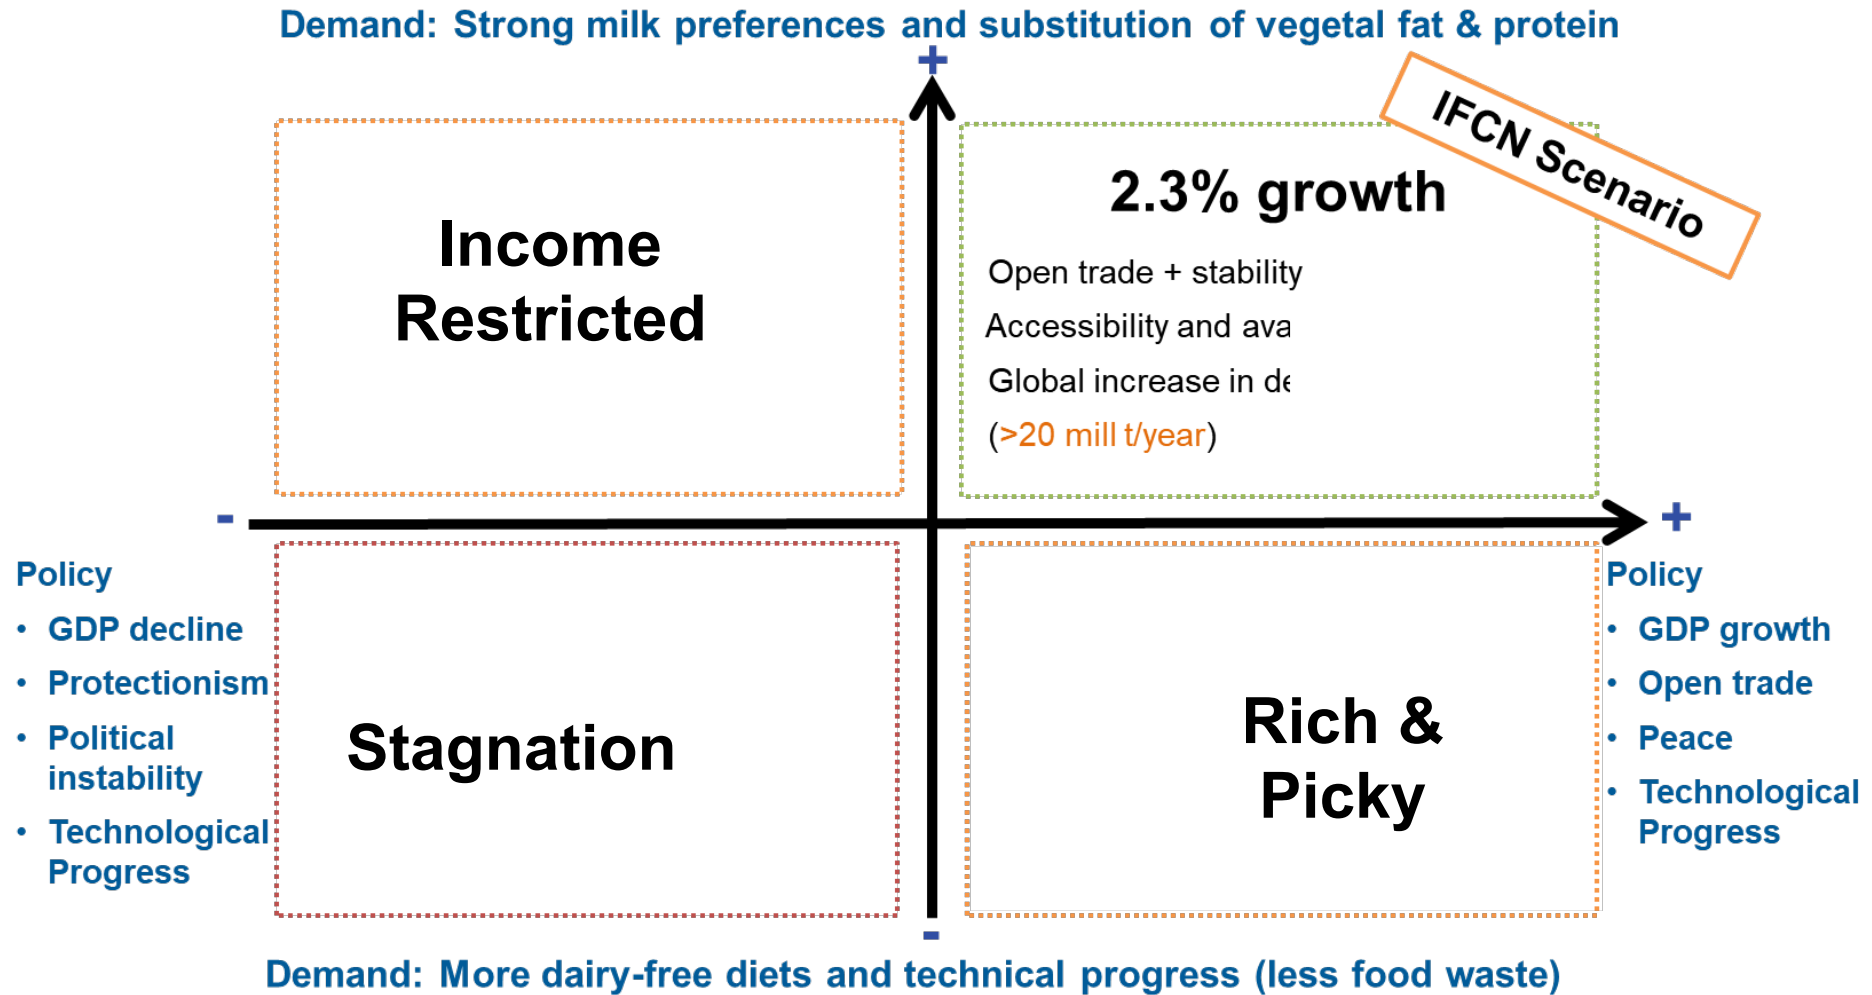 Demand: Strong milk preferences and substitution of vegetal fat & protein
+
IFCN Scenario
Income
Restricted
2.3% growth
Open trade + stability
Accessibility and ava
Global increase in de
(>20 mill t/year)
-
+
Policy
• GDP decline
• Protectionism
• Political
instability
• Technological
Progress
Stagnation
Rich &
Picky
Policy
• GDP growth
• Open trade
• Peace
• Technological
Progress
-
Demand: More dairy-free diets and technical progress (less food waste)